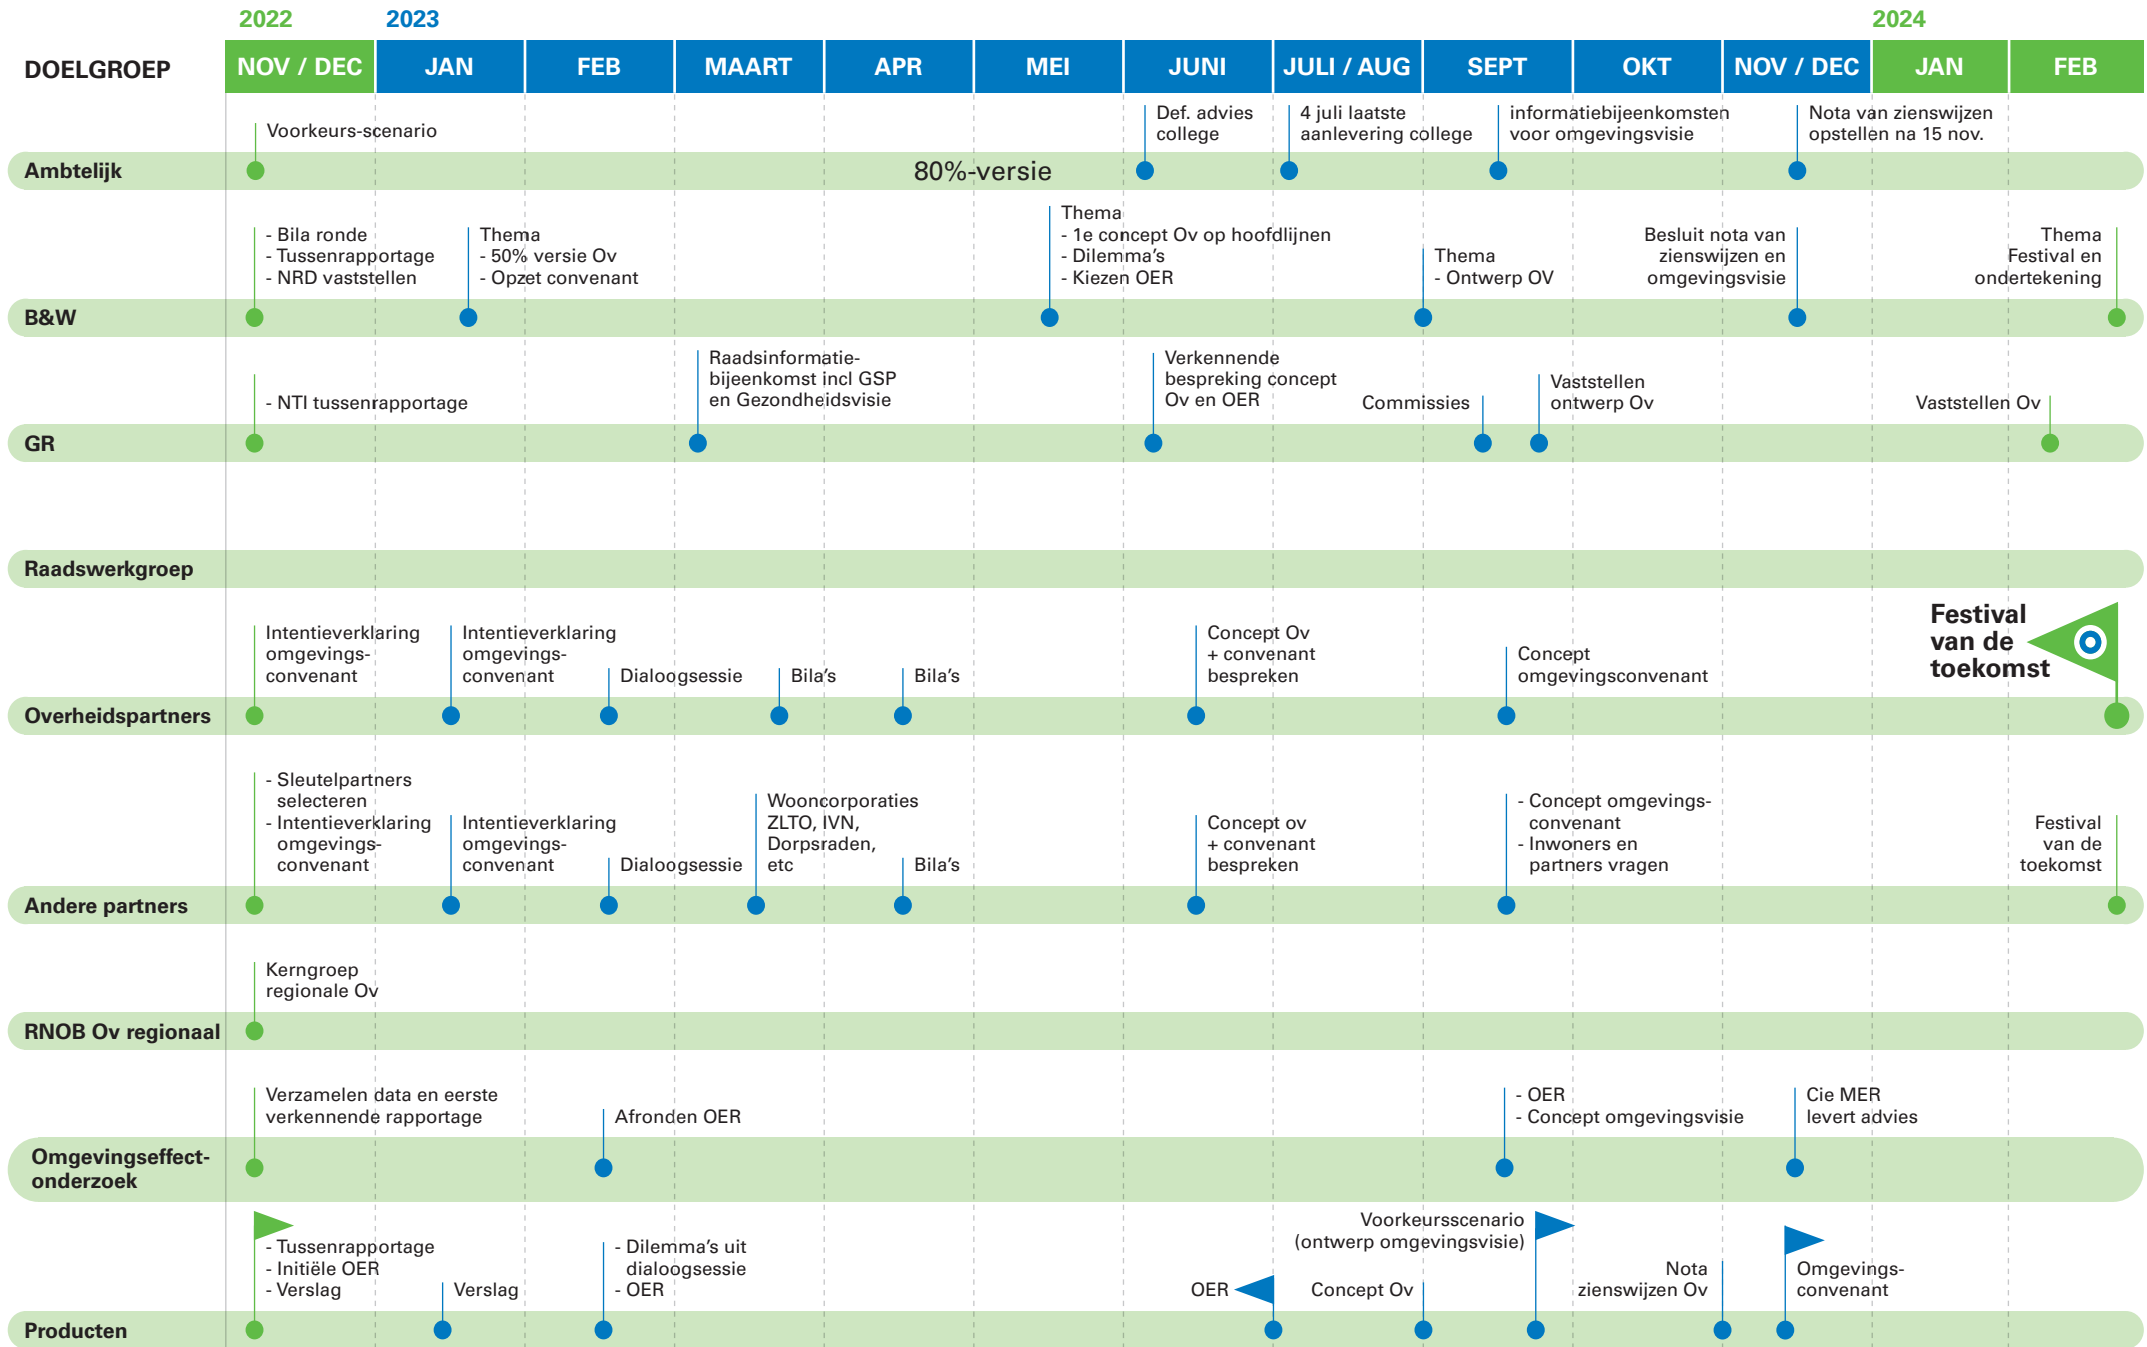 2022
2023
2024
DOELGROEP
NOV / DEC
JAN
FEB
MAART
APR
MEI
JUNI
JULI / AUG
SEPT
OKT
NOV / DEC
JAN
FEB
Voorkeurs-scenario
Def. advies
college
4 juli laatste
aanlevering college
informatiebijeenkomsten
voor omgevingsvisie
Nota van zienswijzen
opstellen na 15 nov.
Ambtelijk
80%-versie
- Bila ronde
- Tussenrapportage
- NRD vaststellen
Thema
- 50% versie Ov
- Opzet convenant
Thema
- 1e concept Ov op hoofdlijnen
- Dilemma's
- Kiezen OER
Thema
- Ontwerp OV
Besluit nota van
zienswijzen en
omgevingsvisie
Thema
Festival en
ondertekening
B&W
- NTI tussenrapportage
Raadsinformatie-
bijeenkomst incl GSP
en Gezondheidsvisie
Verkennende
bespreking concept
Ov en OER
Commissies
Vaststellen
ontwerp Ov
Vaststellen Ov
GR
Raadswerkgroep
Intentieverklaring
omgevings-
convenant
Intentieverklaring
omgevings-
convenant
Dialoogsessie
Bila's
Bila's
Concept Ov
+ convenant
bespreken
Concept
omgevingsconvenant
Festival
van de
toekomst
Overheidspartners
- Sleutelpartners
selecteren
- Intentieverklaring
omgevings-
convenant
Intentieverklaring
omgevings-
convenant
Dialoogsessie
Wooncorporaties
ZLTO, IVN,
Dorpsraden,
etc
Bila's
Concept ov
+ convenant
bespreken
- Concept omgevings-
convenant
- Inwoners en
partners vragen
Festival
van de
toekomst
Andere partners
Kerngroep
regionale Ov
RNOB Ov regionaal
Verzamelen data en eerste
verkennende rapportage
Afronden OER
- OER
- Concept omgevingsvisie
Cie MER
levert advies
Omgevingseffect-
onderzoek
- Tussenrapportage
- Initiële OER
- Verslag
Verslag
- Dilemma's uit
dialoogsessie
- OER
OER
Concept Ov
Voorkeursscenario
(ontwerp omgevingsvisie)
Nota
zienswijzen Ov
Omgevings-
convenant
Producten